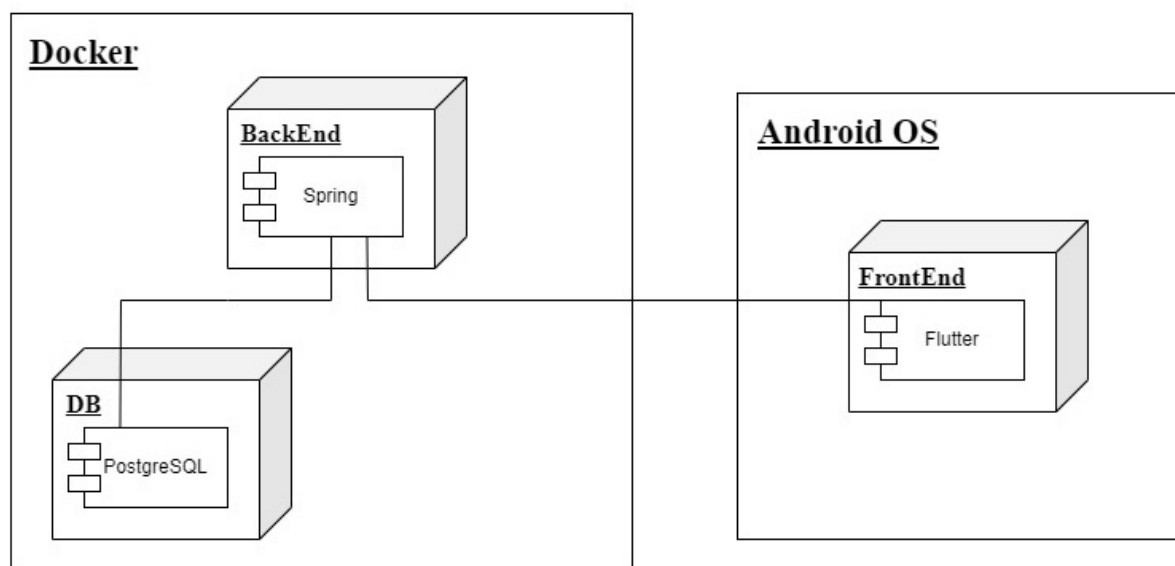 Docker
BackEnd
Spring
DB
PostgreSQL
Android OS
FrontEnd
Flutter